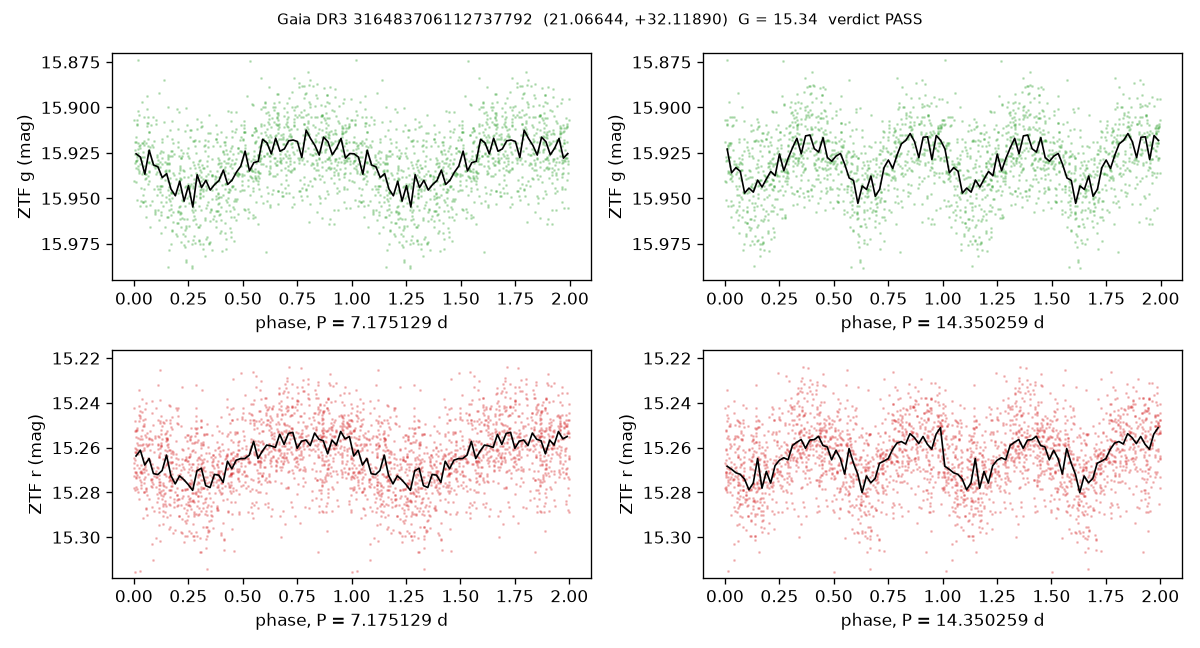 Gaia DR3 316483706112737792 (21.06644, +32.11890) G = 15.34 verdict PASS
15.875
15.900
15.925
15.950
15.975
ZTF g (mag)
0.00 0.25 0.50 0.75 1.00 1.25 1.50 1.75 2.00
phase, P = 7.175129 d
15.875
15.900
15.925
15.950
15.975
ZTF g (mag)
0.00 0.25 0.50 0.75 1.00 1.25 1.50 1.75 2.00
phase, P = 14.350259 d
15.22
15.24
15.26
15.28
15.30
ZTF r (mag)
0.00 0.25 0.50 0.75 1.00 1.25 1.50 1.75 2.00
phase, P = 7.175129 d
15.22
15.24
15.26
15.28
15.30
ZTF r (mag)
0.00 0.25 0.50 0.75 1.00 1.25 1.50 1.75 2.00
phase, P = 14.350259 d